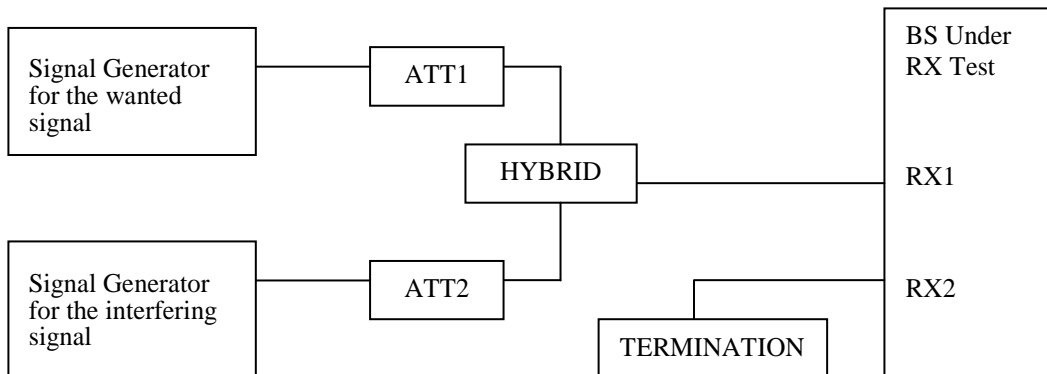 Signal Generator
for the wanted
signal
ATT1
HYBRID
BS Under
RX Test
RX1
Signal Generator
for the interfering
signal
ATT2
RX2
TERMINATION